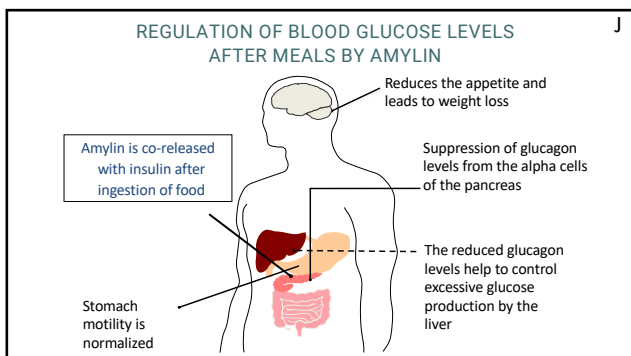 J
REGULATION OF BLOOD GLUCOSE LEVELS
AFTER MEALS BY AMYLIN
Reduces the appetite and
leads to weight loss
Amylin is co-released
with insulin after
ingestion of food
Suppression of glucagon
levels from the alpha cells
of the pancreas
The reduced glucagon
levels help to control
excessive glucose
production by the
liver
Stomach
motility is
normalized